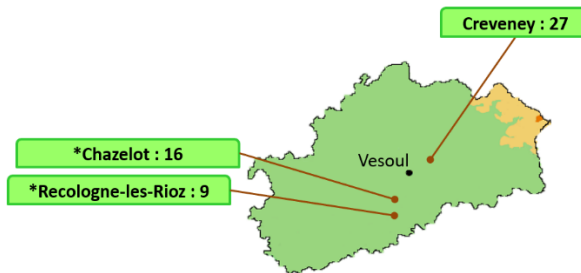 Creveney : 27
*Chazelot : 16
Vesoul
*Recologne-les-Rioz : 9